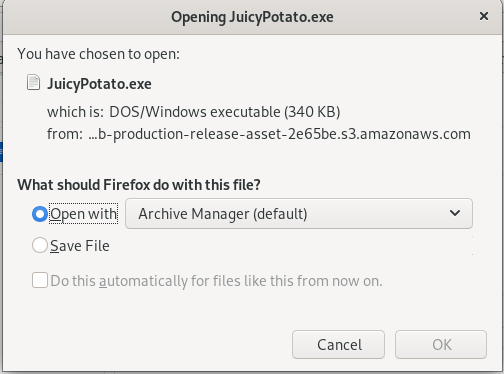 Opening JuicyPotato.exe
You have chosen to open:
JuicyPotato.exe
which is: DOS/Windows executable (340 KB)
from: ...b-production-release-asset-2e65be.s3.amazonaws.com
What should Firefox do with this file?
Open with Archive Manager (default)
Save File
Do this automatically for files like this from now on.
Cancel OK